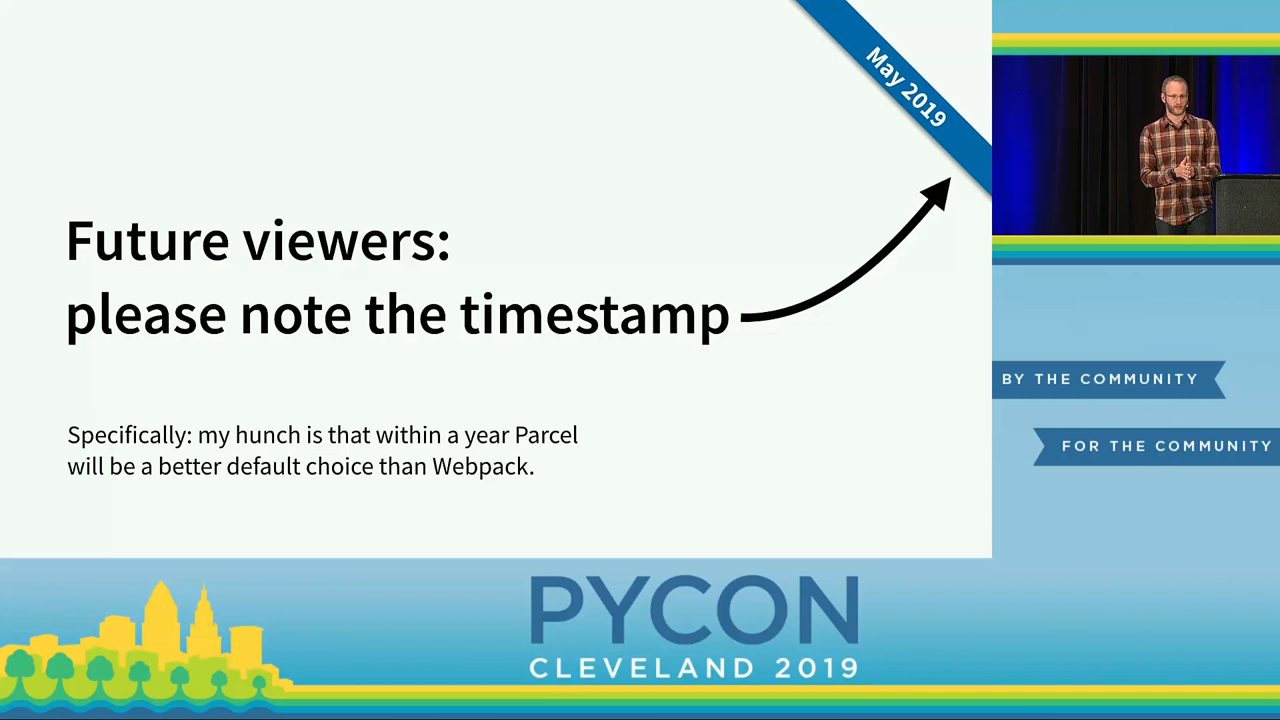 May 2019
Future viewers:
please note the timestamp
Specifically: my hunch is that within a year Parcel
will be a better default choice than Webpack.
BY THE COMMUNITY
FOR THE COMMUNITY
PYCON
CLEVELAND 2019